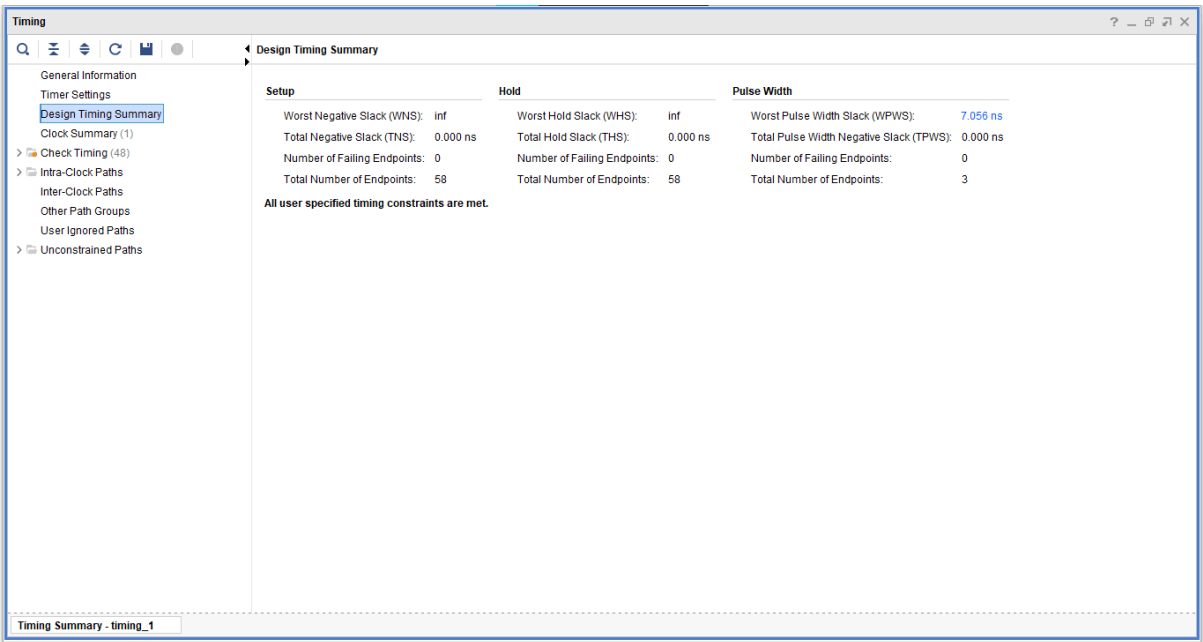 Timing
Design Timing Summary
General Information
Timer Settings
Design Timing Summary
Clock Summary (1)
Check Timing (48)
Intra-Clock Paths
Inter-Clock Paths
Other Path Groups
User Ignored Paths
Unconstrained Paths
Setup Hold Pulse Width
Worst Negative Slack (WNS): inf Worst Hold Slack (WHS): inf Worst Pulse Width Slack (WPWS): 7.056 ns
Total Negative Slack (TNS): 0.000 ns Total Hold Slack (THS): 0.000 ns Total Pulse Width Negative Slack (TPWS): 0.000 ns
Number of Failing Endpoints: 0 Number of Failing Endpoints: 0 Number of Failing Endpoints: 0
Total Number of Endpoints: 58 Total Number of Endpoints: 58 Total Number of Endpoints: 3
All user specified timing constraints are met.
Timing Summary - timing_1